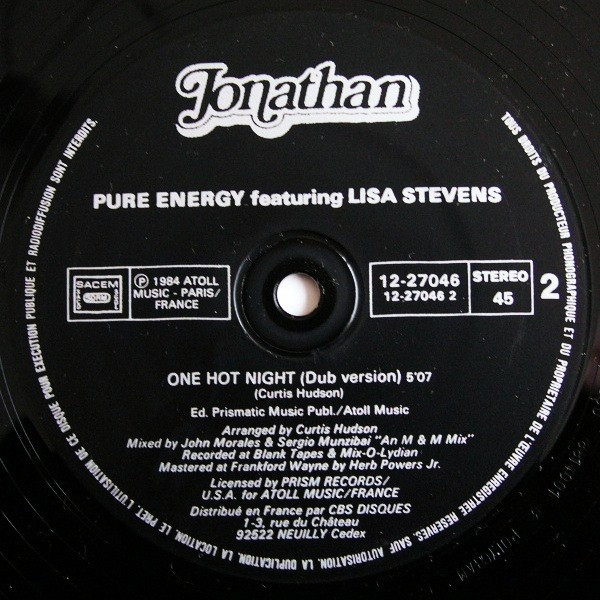 Jonathan
PURE ENERGY featuring LISA STEVENS
SACEM
SACD
SDRM
SGDL
Ⓟ 1984 ATOLL
MUSIC - PARIS/
FRANCE
12-27046
12-27046 2
STEREO
45
2
ONE HOT NIGHT (Dub version) 5'07
(Curtis Hudson)
Ed. Prismatic Music Publ./Atoll Music
Arranged by Curtis Hudson
Mixed by John Morales & Sergio Munzibai "An M & M Mix"
Recorded at Blank Tapes & Mix-O-Lydian
Mastered at Frankford Wayne by Herb Powers Jr.
Licensed by PRISM RECORDS/
U.S.A. for ATOLL MUSIC/FRANCE
Distribué en France par CBS DISQUES
1-3, rue du Château
92522 NEUILLY Cedex
TOUS DROITS DU PRODUCTEUR PHONOGRAPHIQUE ET DU PROPRIETAIRE DE L'ŒUVRE ENREGISTREE RESERVES. SAUF AUTORISATION, LA DUPLICATION, LA LOCATION, LE PRET, L'UTILISATION DE CE DISQUE POUR EXECUTION PUBLIQUE ET RADIODIFFUSION SONT INTERDITS.